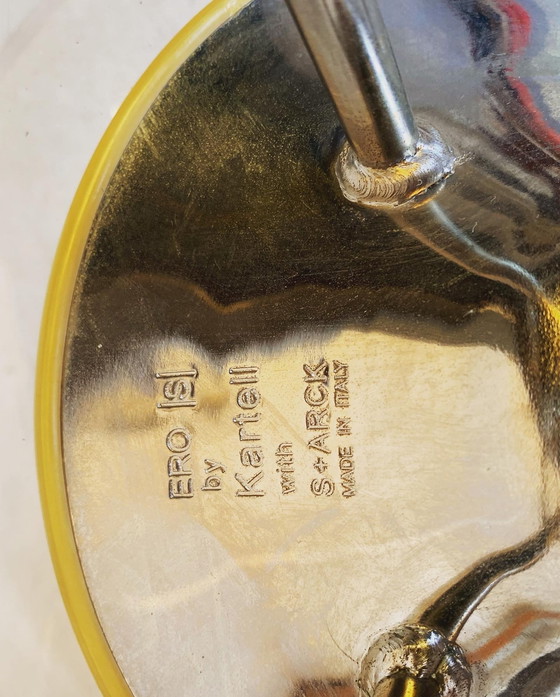 ERO |S|
by
Kartell
with
S+ARCK
MADE IN ITALY